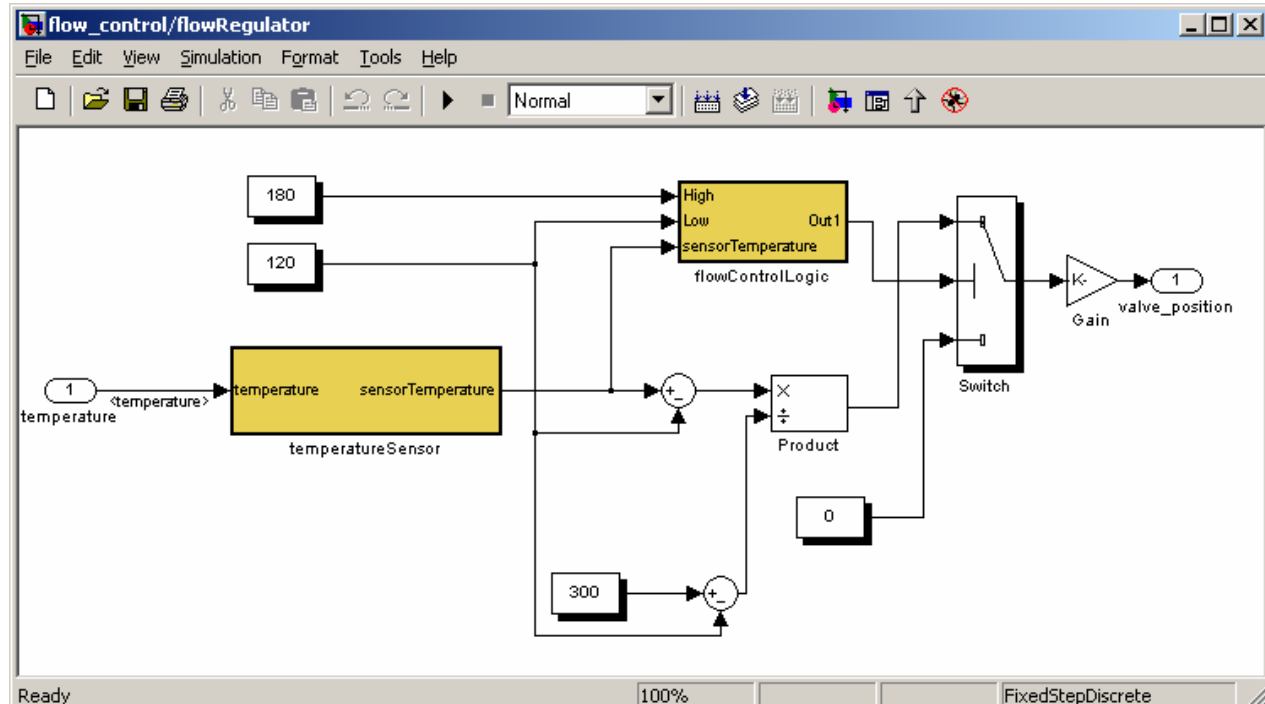 flow_control/flowRegulator
File Edit View Simulation Format Tools Help
Normal
180
High
Low Out1
120
sensorTemperature
flowControlLogic
K-
1
Gain
valve_position
Switch
1
temperature sensorTemperature
<temperature>
temperature
temperatureSensor
+
-
×
÷
Product
0
300
+
-
Ready 100% FixedStepDiscrete